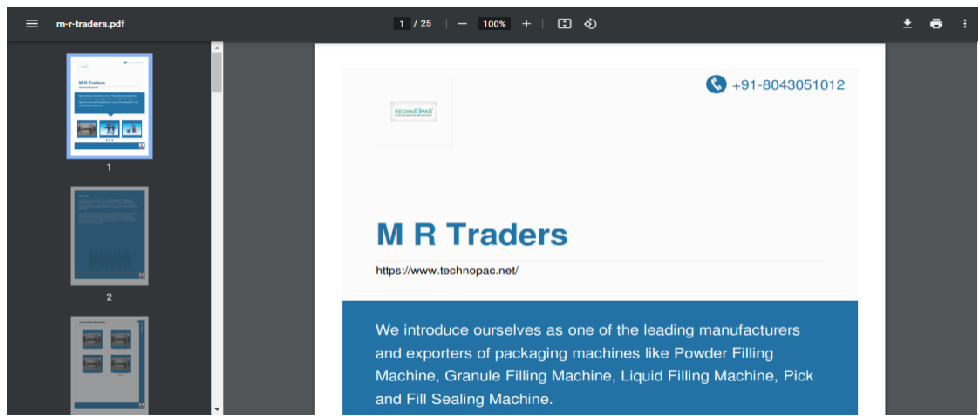 m-r-traders.pdf
1 / 25
100%
1
2
+91-8043051012
TECHNOPAC
M R Traders
https://www.technopac.net/
We introduce ourselves as one of the leading manufacturers
and exporters of packaging machines like Powder Filling
Machine, Granule Filling Machine, Liquid Filling Machine, Pick
and Fill Sealing Machine.
M R Traders